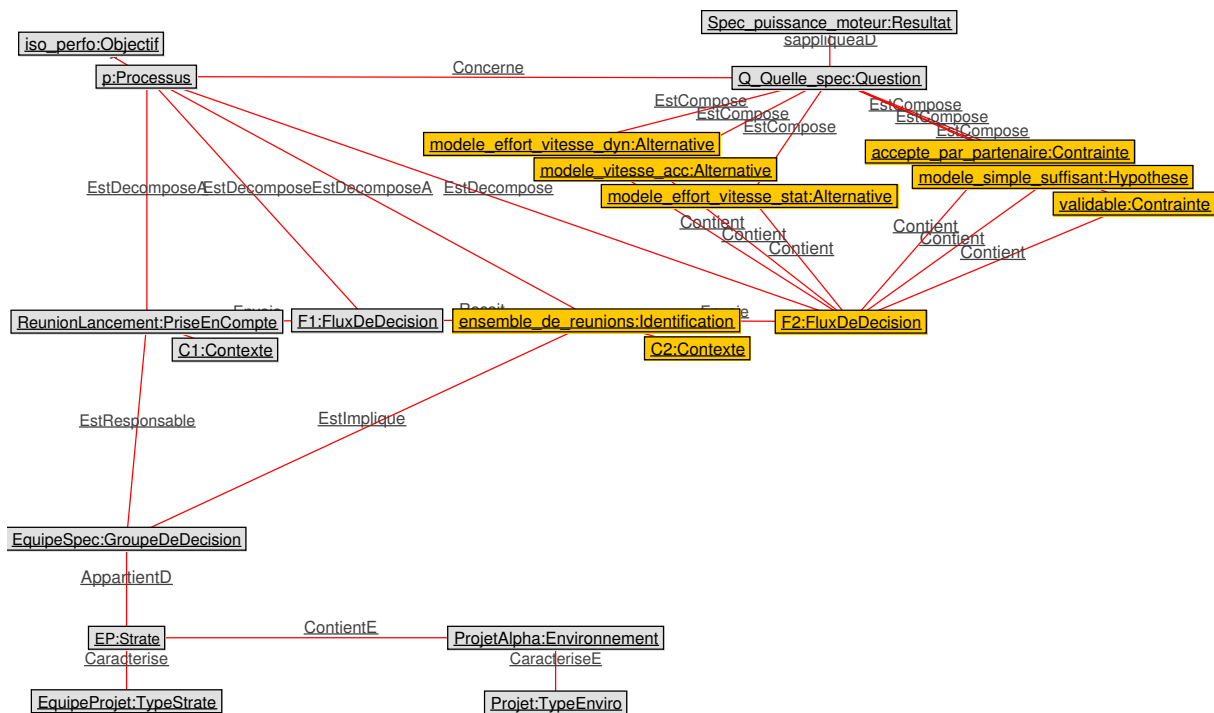 Spec_puissance_moteur:Resultat
iso_perfo:Objectif
sappliqueaD
Concerne
p:Processus
Q_Quelle_spec:Question
EstCompose
EstCompose
EstCompose
EstCompose
EstCompose
EstCompose
modele_effort_vitesse_dyn:Alternative
accepte_par_partenaire:Contrainte
modele_vitesse_acc:Alternative
modele_simple_suffisant:Hypothese
EstDecomposeA
EstDecompose
EstDecomposeA
EstDecompose
modele_effort_vitesse_stat:Alternative
validable:Contrainte
Contient
Contient
Contient
Contient
Contient
Contient
ReunionLancement:PriseEnCompte
F1:FluxDeDecision
ensemble_de_reunions:Identification
F2:FluxDeDecision
C1:Contexte
C2:Contexte
EstResponsable
EstImplique
EquipeSpec:GroupeDeDecision
AppartientD
EP:Strate
ContientE
ProjetAlpha:Environnement
Caracterise
CaracteriseE
EquipeProjet:TypeStrate
Projet:TypeEnviro